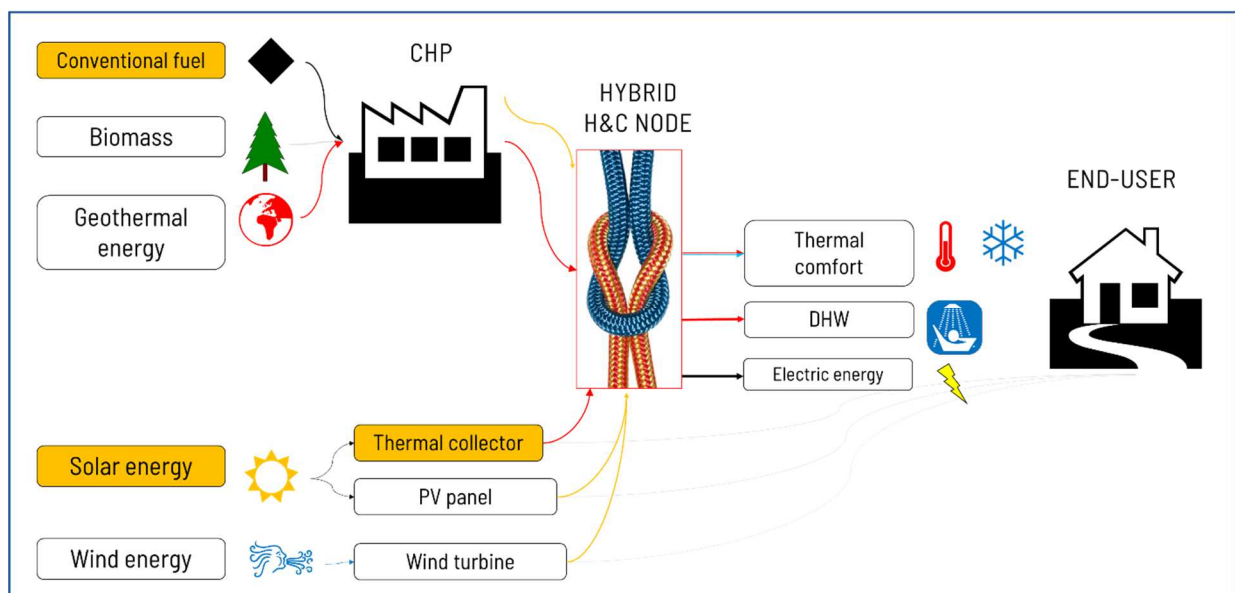 Conventional fuel
CHP
HYBRID
H&C NODE
Biomass
END-USER
Geothermal
energy
Thermal
comfort
DHW
Electric energy
Thermal collector
Solar energy
PV panel
Wind energy
Wind turbine